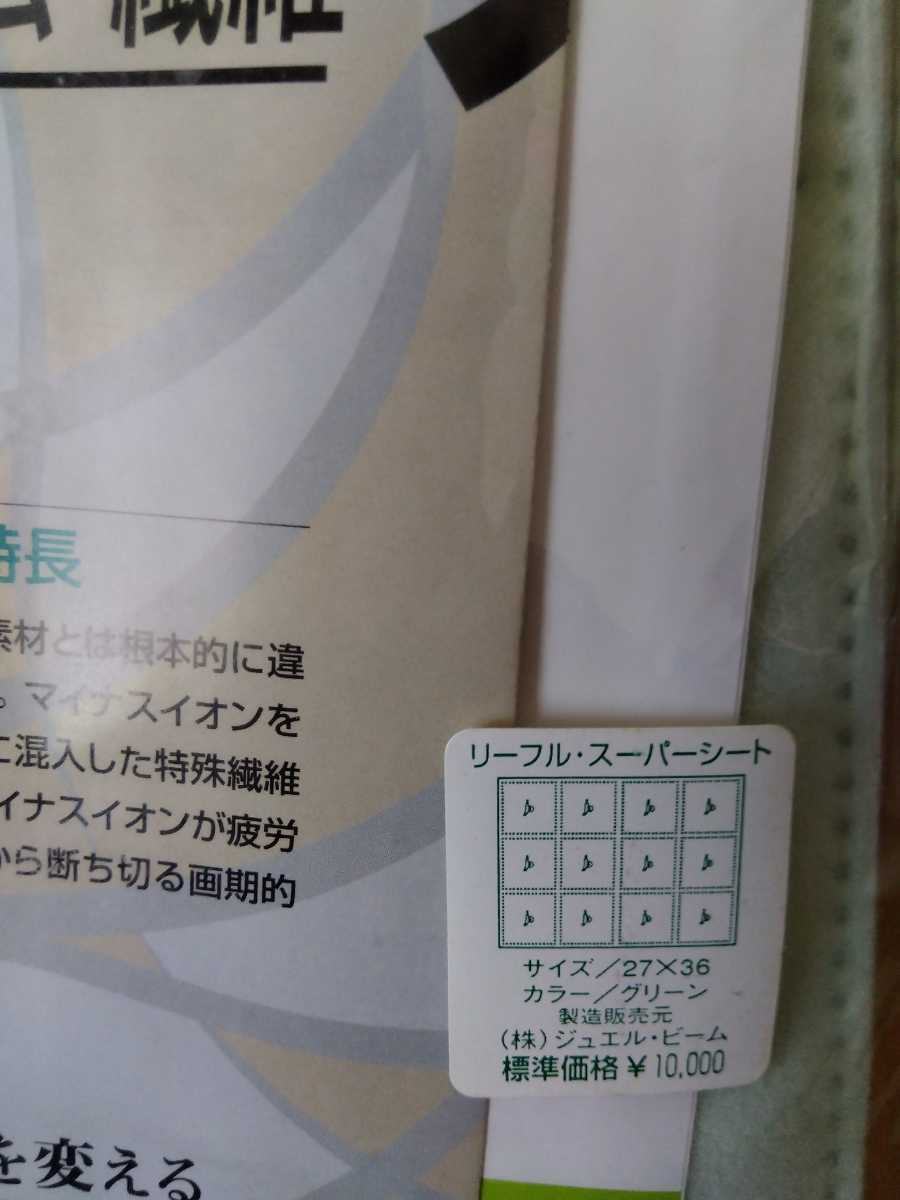 繊維
特長
素材とは根本的に違
。マイナスイオンを
に混入した特殊繊維
イナスイオンが疲労
から断ち切る画期的
を変える
リーフル・スーパーシート
サイズ／27×36
カラー／グリーン
製造販売元
(株)ジュエル・ビーム
標準価格￥10,000